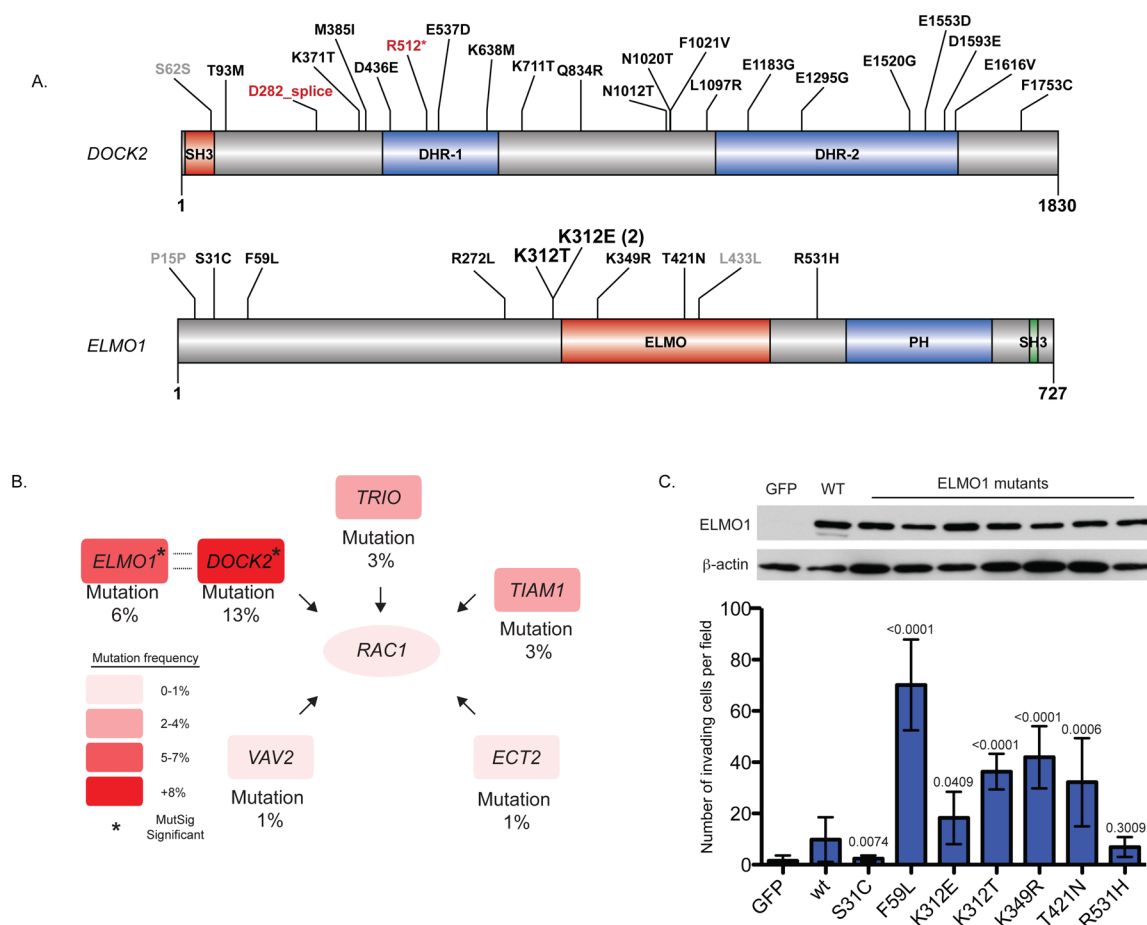 A.
S62S
T93M
D282_splice
K371T
M385I
D436E
R512*
E537D
K638M
K711T
Q834R
N1012T
N1020T
F1021V
L1097R
E1183G
E1295G
E1520G
E1553D
D1593E
E1616V
F1753C
DOCK2
SH3
DHR-1
DHR-2
1
1830
P15P
S31C
F59L
R272L
K312T
K312E (2)
K349R
T421N
L433L
R531H
ELMO1
ELMO
PH
SH3
1
727
B.
TRIO
Mutation
3%
ELMO1*
Mutation
6%
DOCK2*
Mutation
13%
TIAM1
Mutation
3%
RAC1
VAV2
Mutation
1%
ECT2
Mutation
1%
Mutation frequency
0-1%
2-4%
5-7%
+8%
* MutSig
Significant
C.
GFP WT ELMO1 mutants
ELMO1
β-actin
Number of invading cells per field
100
80
60
40
20
0
0.0074
<0.0001
0.0409
<0.0001
<0.0001
0.0006
0.3009
GFP
wt
S31C
F59L
K312E
K312T
K349R
T421N
R531H